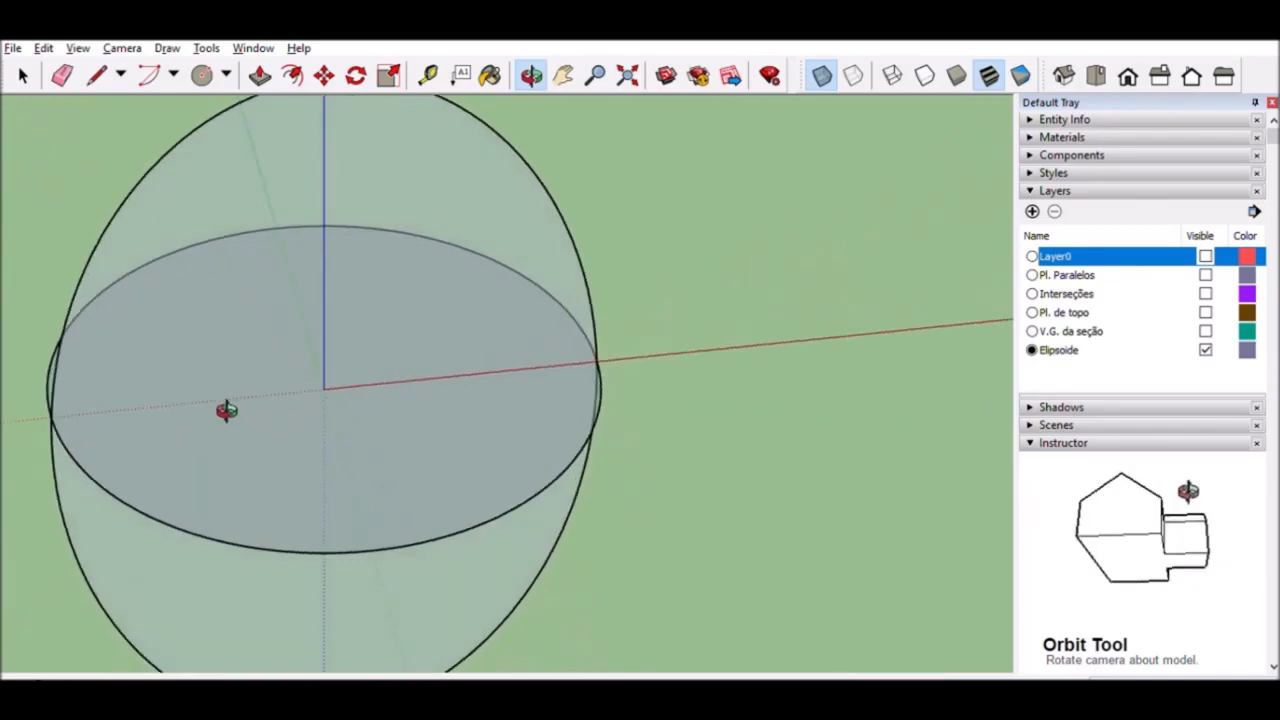 File Edit View Camera Draw Tools Window Help
A1
Default Tray
Entity Info
Materials
Components
Styles
Layers
Name Visible Color
Layer0
Pl. Paralelos
Interseções
Pl. de topo
V.G. da seção
Elipsoide
Shadows
Scenes
Instructor
Orbit Tool
Rotate camera about model.